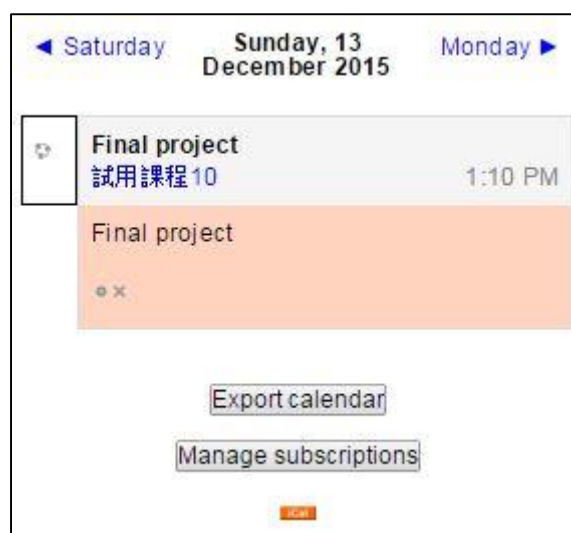 ◄ Saturday
Sunday, 13 December 2015
Monday ►
Final project
試用課程10
1:10 PM
Final project
Export calendar
Manage subscriptions
iCal